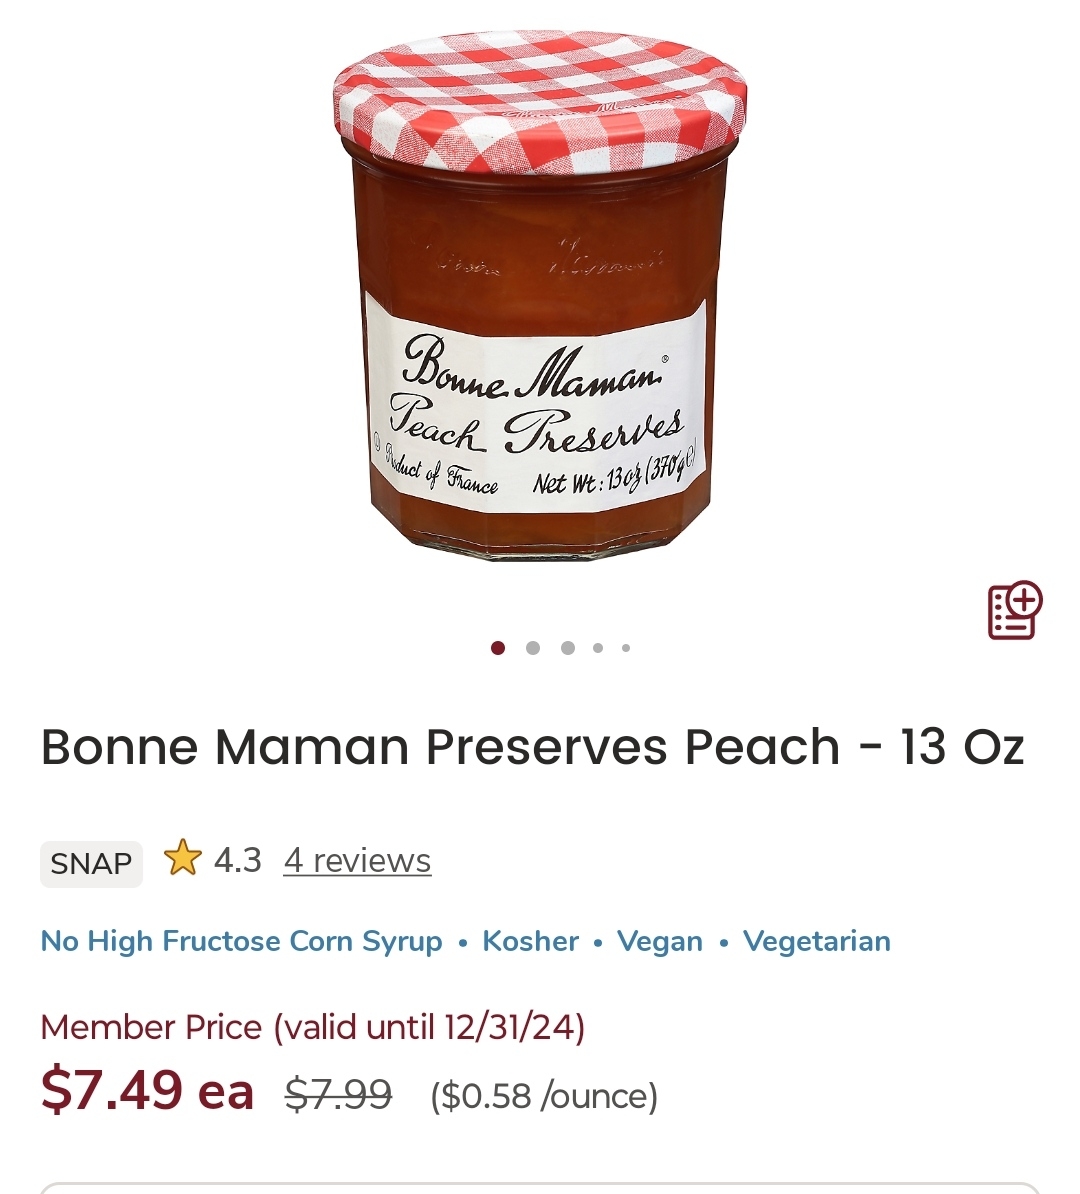 Bonne Maman®
Peach Preserves
Product of France Net Wt: 13oz (370g℮)
Bonne Maman Preserves Peach - 13 Oz
SNAP 4.3 4 reviews
No High Fructose Corn Syrup • Kosher • Vegan • Vegetarian
Member Price (valid until 12/31/24)
$7.49 ea $7.99 ($0.58 /ounce)